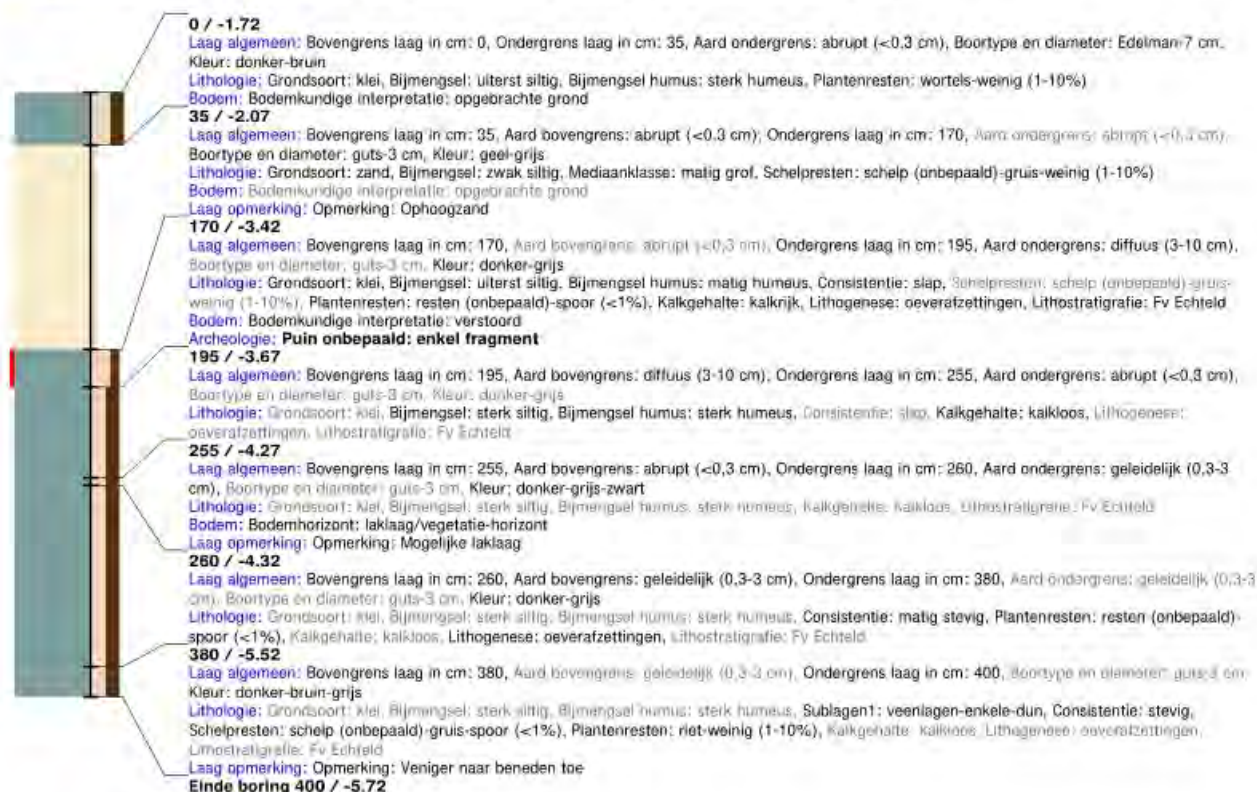 0 / -1.72
Laag algemeen: Bovengrens laag in cm: 0, Ondergrens laag in cm: 35, Aard ondergrens: abrupt (<0,3 cm), Boortype en diameter: Edelman-7 cm,
Kleur: donker-bruin
Lithologie: Grondsoort: klei, Bijmengsel: uiterst siltig, Bijmengsel humus: sterk humeus, Plantenresten: wortels-weinig (1-10%)
Bodem: Bodemkundige interpretatie: opgebrachte grond
35 / -2.07
Laag algemeen: Bovengrens laag in cm: 35, Aard bovengrens: abrupt (<0,3 cm), Ondergrens laag in cm: 170, Aard ondergrens: abrupt (<0,3 cm),
Boortype en diameter: guts-3 cm, Kleur: geel-grijs
Lithologie: Grondsoort: zand, Bijmengsel: zwak siltig, Mediaanklasse: matig grof, Schelpresten: schelp (onbepaald)-gruis-weinig (1-10%)
Bodem: Bodemkundige interpretatie: opgebrachte grond
Laag opmerking: Opmerking: Ophoogzand
170 / -3.42
Laag algemeen: Bovengrens laag in cm: 170, Aard bovengrens: abrupt (<0,3 cm), Ondergrens laag in cm: 195, Aard ondergrens: diffuus (3-10 cm),
Boortype en diameter: guts-3 cm, Kleur: donker-grijs
Lithologie: Grondsoort: klei, Bijmengsel: uiterst siltig, Bijmengsel humus: matig humeus, Consistentie: slap, Schelpresten: schelp (onbepaald)-gruis-
weinig (1-10%), Plantenresten: resten (onbepaald)-spoor (<1%), Kalkgehalte: kalkrijk, Lithogenese: oeverafzettingen, Lithostratigrafie: Fv Echteld
Bodem: Bodemkundige interpretatie: verstoord
Archeologie: Puin onbepaald: enkel fragment
195 / -3.67
Laag algemeen: Bovengrens laag in cm: 195, Aard bovengrens: diffuus (3-10 cm), Ondergrens laag in cm: 255, Aard ondergrens: abrupt (<0,3 cm),
Boortype en diameter: guts-3 cm, Kleur: donker-grijs
Lithologie: Grondsoort: klei, Bijmengsel: sterk siltig, Bijmengsel humus: sterk humeus, Consistentie: slap, Kalkgehalte: kalkloos, Lithogenese:
oeverafzettingen, Lithostratigrafie: Fv Echteld
255 / -4.27
Laag algemeen: Bovengrens laag in cm: 255, Aard bovengrens: abrupt (<0,3 cm), Ondergrens laag in cm: 260, Aard ondergrens: geleidelijk (0,3-3
cm), Boortype en diameter: guts-3 cm, Kleur: donker-grijs-zwart
Lithologie: Grondsoort: klei, Bijmengsel: sterk siltig, Bijmengsel humus: sterk humeus, Kalkgehalte: kalkloos, Lithostratigrafie: Fv Echteld
Bodem: Bodemhorizont: laklaag/vegetatie-horizont
Laag opmerking: Opmerking: Mogelijke laklaag
260 / -4.32
Laag algemeen: Bovengrens laag in cm: 260, Aard bovengrens: geleidelijk (0,3-3 cm), Ondergrens laag in cm: 380, Aard ondergrens: geleidelijk (0,3-3
cm), Boortype en diameter: guts-3 cm, Kleur: donker-grijs
Lithologie: Grondsoort: klei, Bijmengsel: sterk siltig, Bijmengsel humus: sterk humeus, Consistentie: matig stevig, Plantenresten: resten (onbepaald)-
spoor (<1%), Kalkgehalte: kalkloos, Lithogenese: oeverafzettingen, Lithostratigrafie: Fv Echteld
380 / -5.52
Laag algemeen: Bovengrens laag in cm: 380, Aard bovengrens: geleidelijk (0,3-3 cm), Ondergrens laag in cm: 400, Boortype en diameter: guts-3 cm,
Kleur: donker-bruin-grijs
Lithologie: Grondsoort: klei, Bijmengsel: sterk siltig, Bijmengsel humus: sterk humeus, Sublagen1: veenlagen-enkele-dun, Consistentie: stevig,
Schelpresten: schelp (onbepaald)-gruis-spoor (<1%), Plantenresten: riet-weinig (1-10%), Kalkgehalte: kalkloos, Lithogenese: oeverafzettingen,
Lithostratigrafie: Fv Echteld
Laag opmerking: Opmerking: Veniger naar beneden toe
Einde boring 400 / -5.72